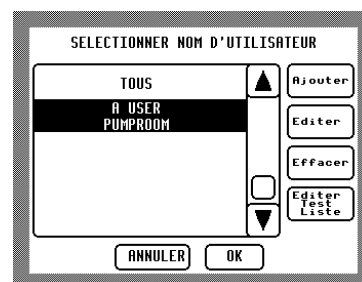 SELECTIONNER NOM D'UTILISATEUR
TOUS
A USER
PUMPROOM
Ajouter
Editer
Effacer
Editer
Test
Liste
ANNULER
OK